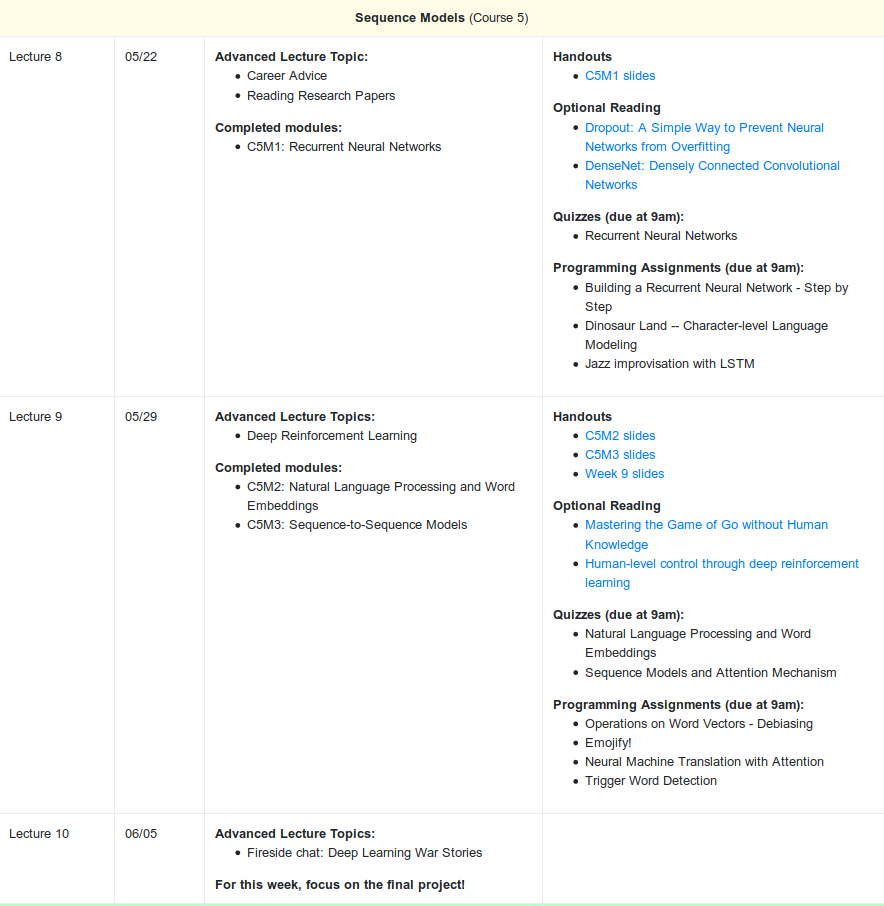 Sequence Models (Course 5)
Lecture 8
05/22
Advanced Lecture Topic:
Career Advice
Reading Research Papers
Completed modules:
C5M1: Recurrent Neural Networks
Handouts
C5M1 slides
Optional Reading
Dropout: A Simple Way to Prevent Neural
Networks from Overfitting
DenseNet: Densely Connected Convolutional
Networks
Quizzes (due at 9am):
Recurrent Neural Networks
Programming Assignments (due at 9am):
Building a Recurrent Neural Network - Step by
Step
Dinosaur Land -- Character-level Language
Modeling
Jazz improvisation with LSTM
Lecture 9
05/29
Advanced Lecture Topics:
Deep Reinforcement Learning
Completed modules:
C5M2: Natural Language Processing and Word
Embeddings
C5M3: Sequence-to-Sequence Models
Handouts
C5M2 slides
C5M3 slides
Week 9 slides
Optional Reading
Mastering the Game of Go without Human
Knowledge
Human-level control through deep reinforcement
learning
Quizzes (due at 9am):
Natural Language Processing and Word
Embeddings
Sequence Models and Attention Mechanism
Programming Assignments (due at 9am):
Operations on Word Vectors - Debiasing
Emojify!
Neural Machine Translation with Attention
Trigger Word Detection
Lecture 10
06/05
Advanced Lecture Topics:
Fireside chat: Deep Learning War Stories
For this week, focus on the final project!